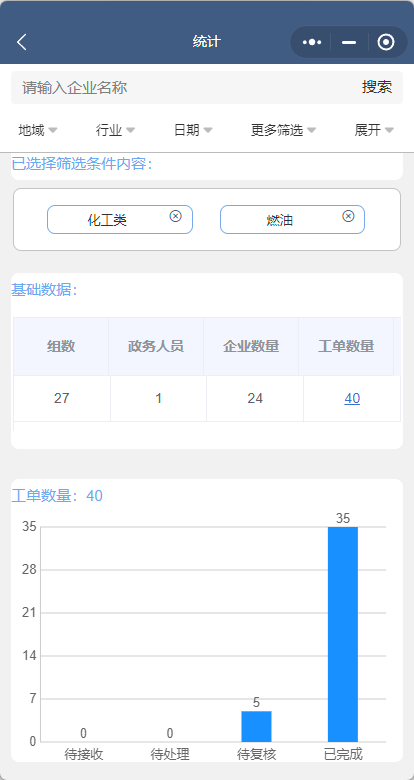 统计
请输入企业名称 搜索
地域 行业 日期 更多筛选 展开
已选择筛选条件内容：
化工类 燃油
基础数据：
组数 政务人员 企业数量 工单数量
27 1 24 40
工单数量：40
35
35
28
21
14
7
5
0
0 0
待接收 待处理 待复核 已完成